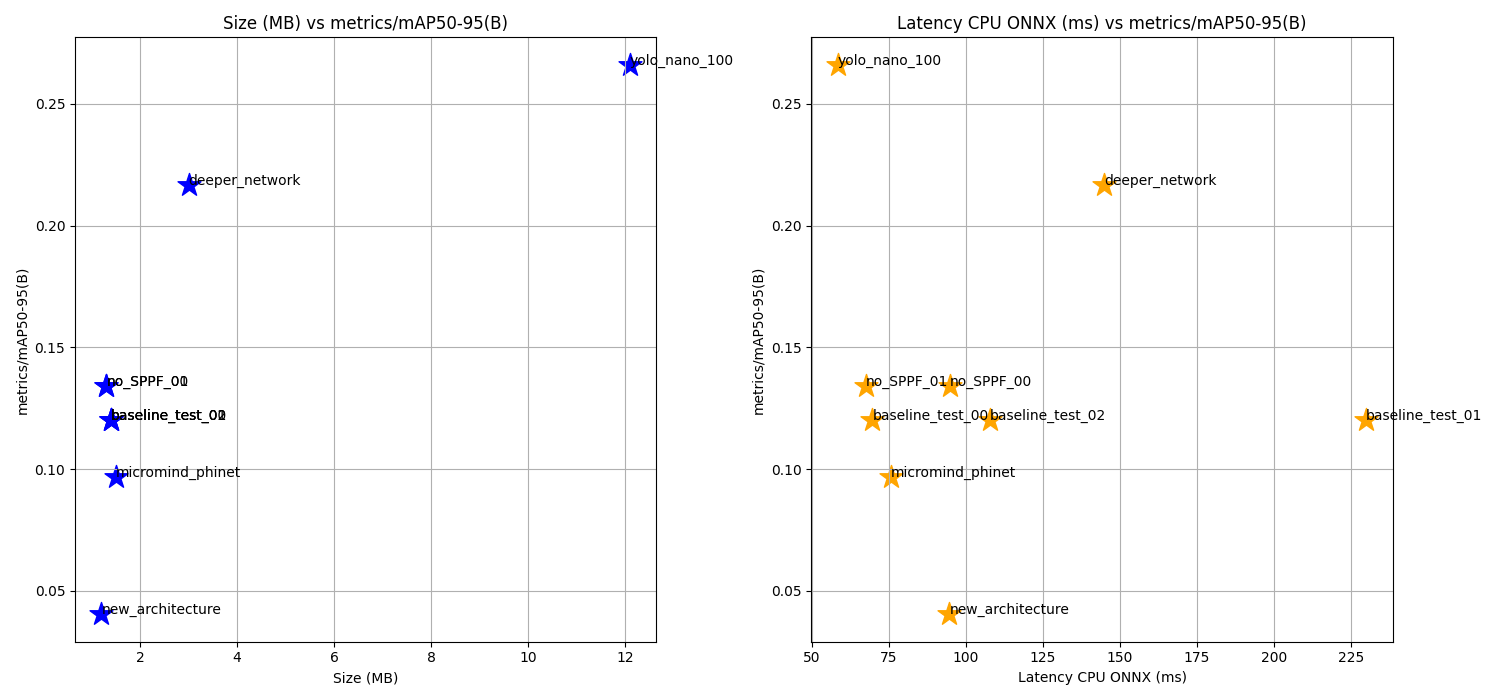 Size (MB) vs metrics/mAP50-95(B)
metrics/mAP50-95(B)
0.25
0.20
0.15
0.10
0.05
yolo_nano_100
deeper_network
no_SPPF_01
micromind_phinet
new_architecture
2 4 6 8 10 12
Size (MB)
Latency CPU ONNX (ms) vs metrics/mAP50-95(B)
metrics/mAP50-95(B)
0.25
0.20
0.15
0.10
0.05
yolo_nano_100
deeper_network
no_SPPF_01 no_SPPF_00
baseline_test_00 baseline_test_02 baseline_test_01
micromind_phinet
new_architecture
50 75 100 125 150 175 200 225
Latency CPU ONNX (ms)